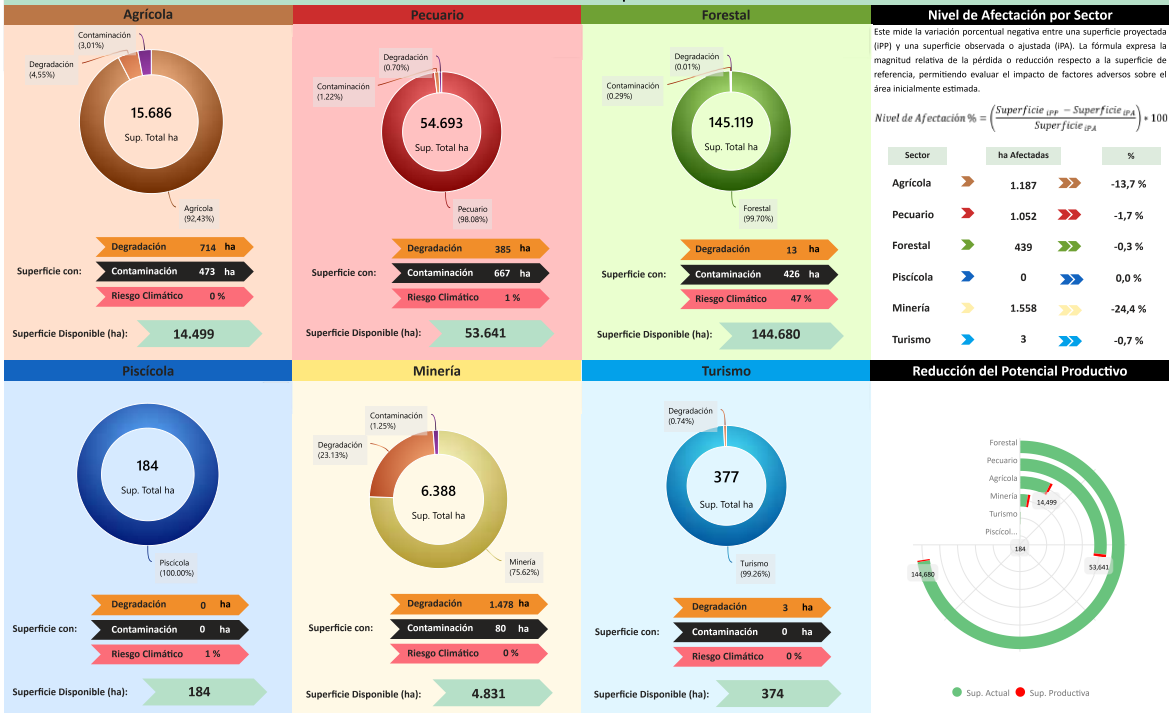 Agrícola
Contaminación
(3,01%)
Degradación
(4,55%)
15.686
Sup. Total ha
Agrícola
(92,43%)
Superficie con:
Degradación 714 ha
Contaminación 473 ha
Riesgo Climático 0 %
Superficie Disponible (ha): 14.499
Pecuario
Degradación
(0.70%)
Contaminación
(1.22%)
54.693
Sup. Total ha
Pecuario
(98.08%)
Superficie con:
Degradación 385 ha
Contaminación 667 ha
Riesgo Climático 1 %
Superficie Disponible (ha): 53.641
Forestal
Degradación
(0.01%)
Contaminación
(0.29%)
145.119
Sup. Total ha
Forestal
(99.70%)
Superficie con:
Degradación 13 ha
Contaminación 426 ha
Riesgo Climático 47 %
Superficie Disponible (ha): 144.680
Nivel de Afectación por Sector
Este mide la variación porcentual negativa entre una superficie proyectada
(iPP) y una superficie observada o ajustada (iPA). La fórmula expresa la
magnitud relativa de la pérdida o reducción respecto a la superficie de
referencia, permitiendo evaluar el impacto de factores adversos sobre el
área inicialmente estimada.
Nivel de Afectación % = (Superficie iPP − Superficie iPA / Superficie iPA) * 100
Sector ha Afectadas %
Agrícola 1.187 -13,7 %
Pecuario 1.052 -1,7 %
Forestal 439 -0,3 %
Piscícola 0 0,0 %
Minería 1.558 -24,4 %
Turismo 3 -0,7 %
Piscícola
184
Sup. Total ha
Piscícola
(100.00%)
Superficie con:
Degradación 0 ha
Contaminación 0 ha
Riesgo Climático 1 %
Superficie Disponible (ha): 184
Minería
Contaminación
(1.25%)
Degradación
(23.13%)
6.388
Sup. Total ha
Minería
(75.62%)
Superficie con:
Degradación 1.478 ha
Contaminación 80 ha
Riesgo Climático 0 %
Superficie Disponible (ha): 4.831
Turismo
Degradación
(0.74%)
377
Sup. Total ha
Turismo
(99.26%)
Superficie con:
Degradación 3 ha
Contaminación 0 ha
Riesgo Climático 0 %
Superficie Disponible (ha): 374
Reducción del Potencial Productivo
Forestal
Pecuario
Agrícola
Minería
Turismo
Piscícol...
14,499
184
53,641
144,680
Sup. Actual Sup. Productiva